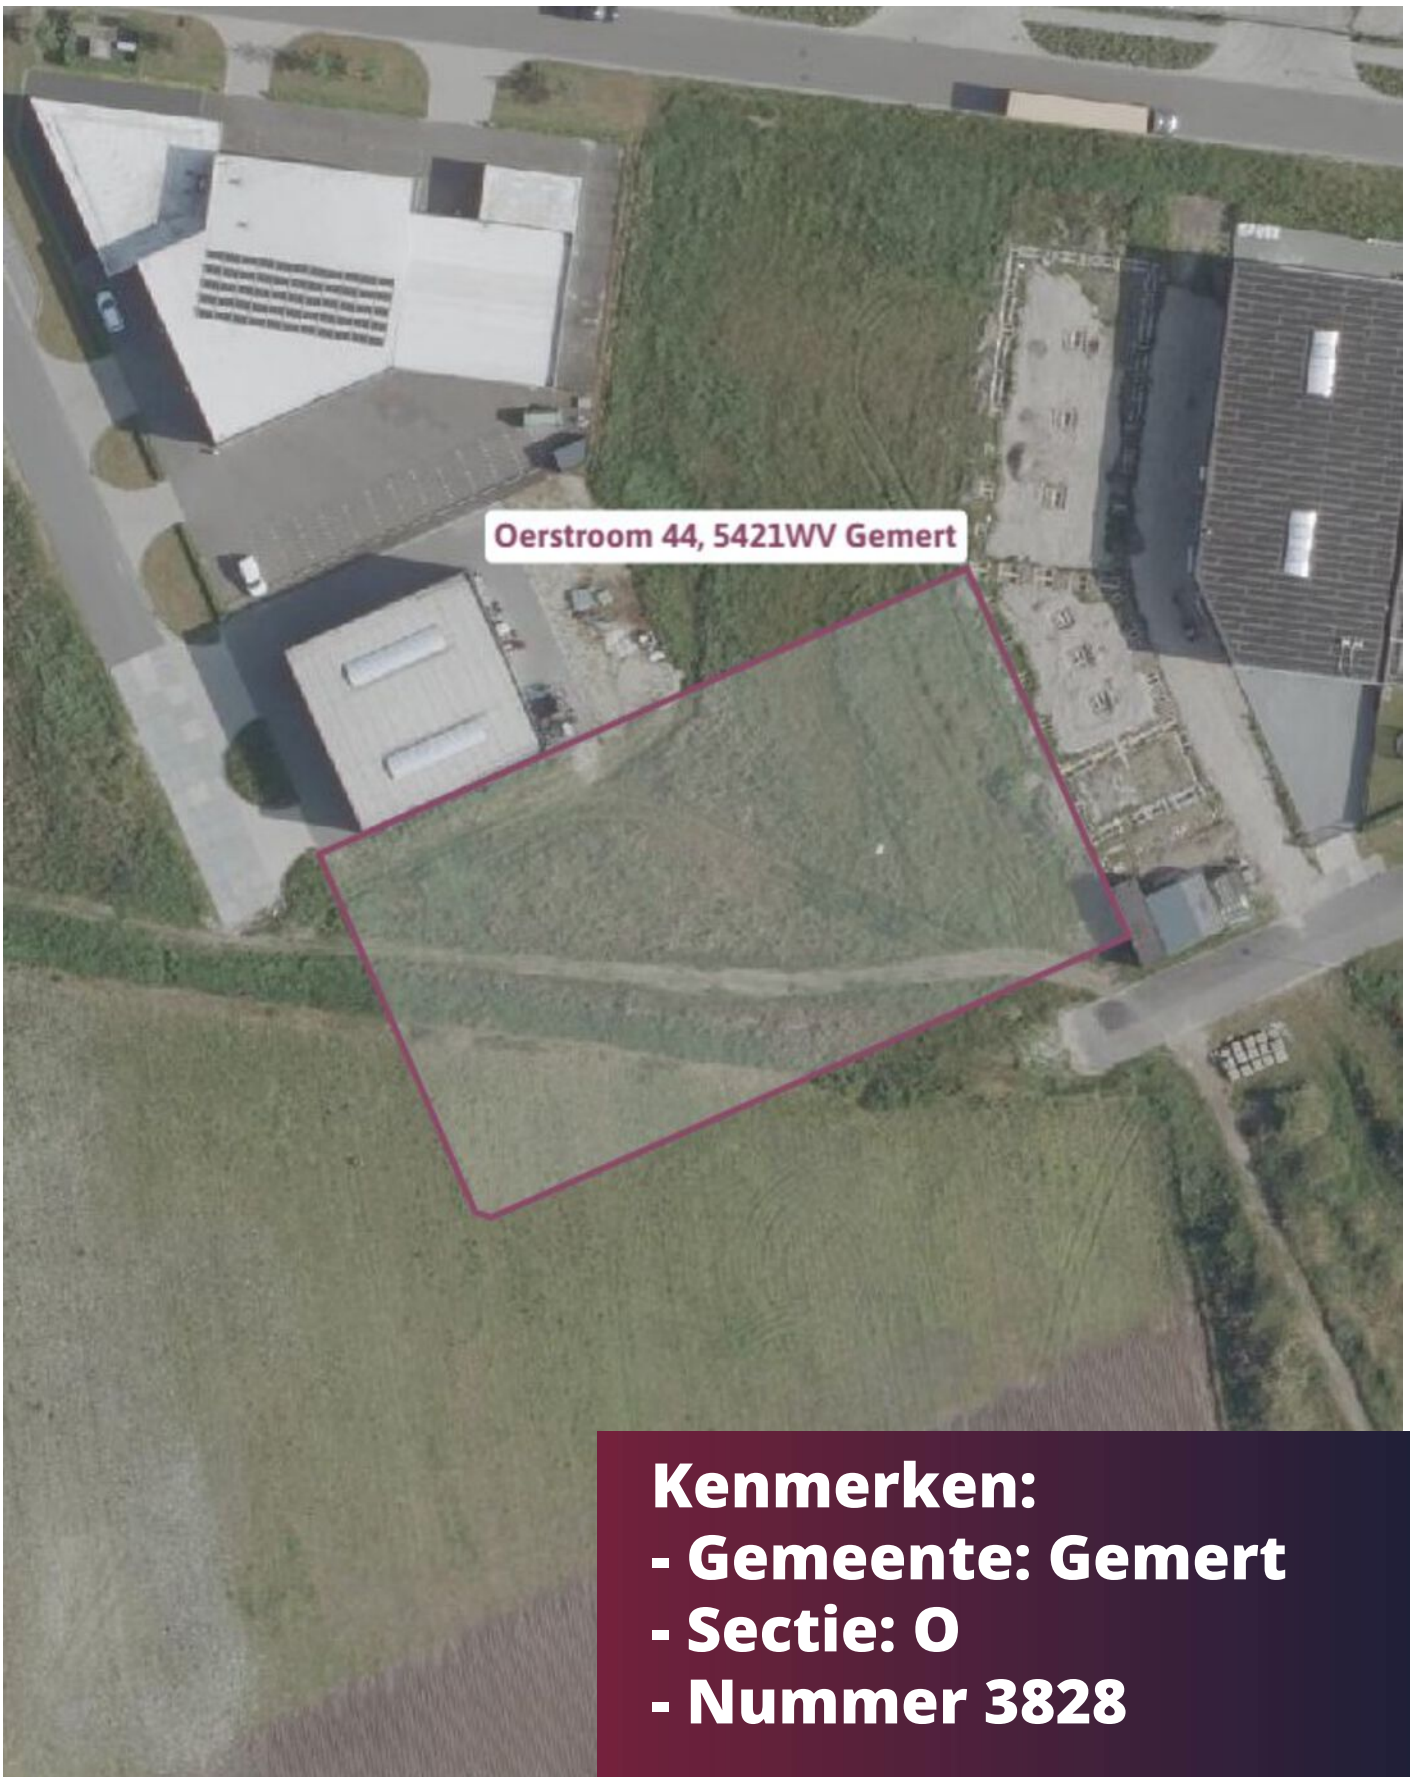 Oerstroom 44, 5421WV Gemert
Kenmerken:
- Gemeente: Gemert
- Sectie: O
- Nummer 3828